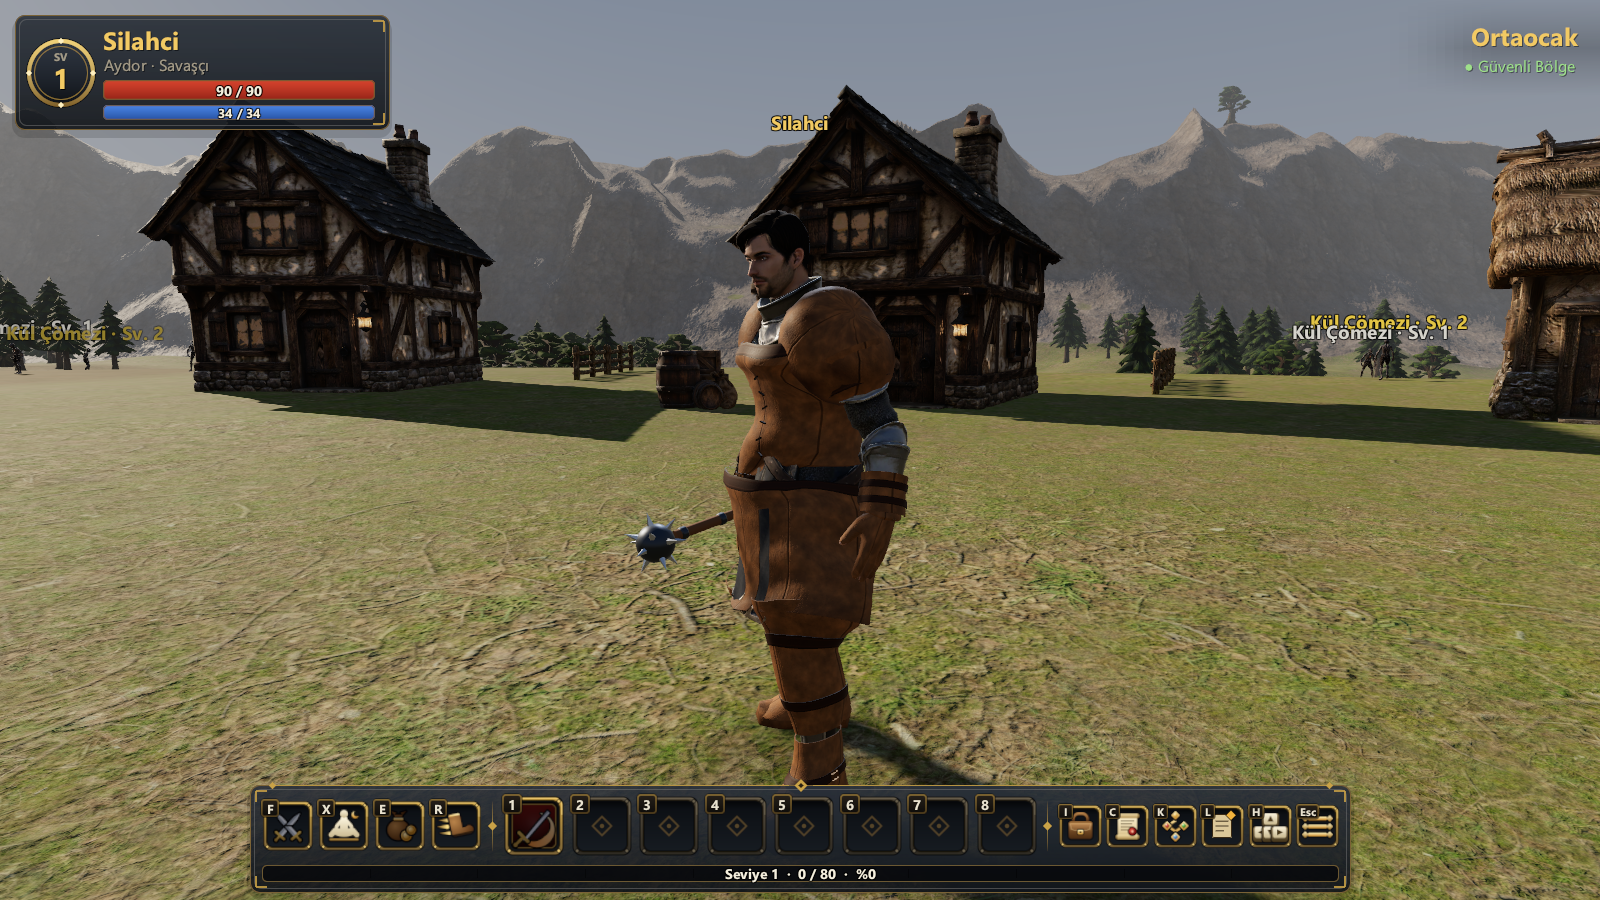 SV
1
Silahci
Aydor · Savaşçı
90 / 90
34 / 34
Ortaocak
Güvenli Bölge
Silahci
Sv. 1
Kül Çömezi · Sv. 2
Kül Çömezi · Sv. 2
Kül Çömezi · Sv. 1
F X E R 1 2 3 4 5 6 7 8 I C K L H Esc
Seviye 1 · 0 / 80 · %0